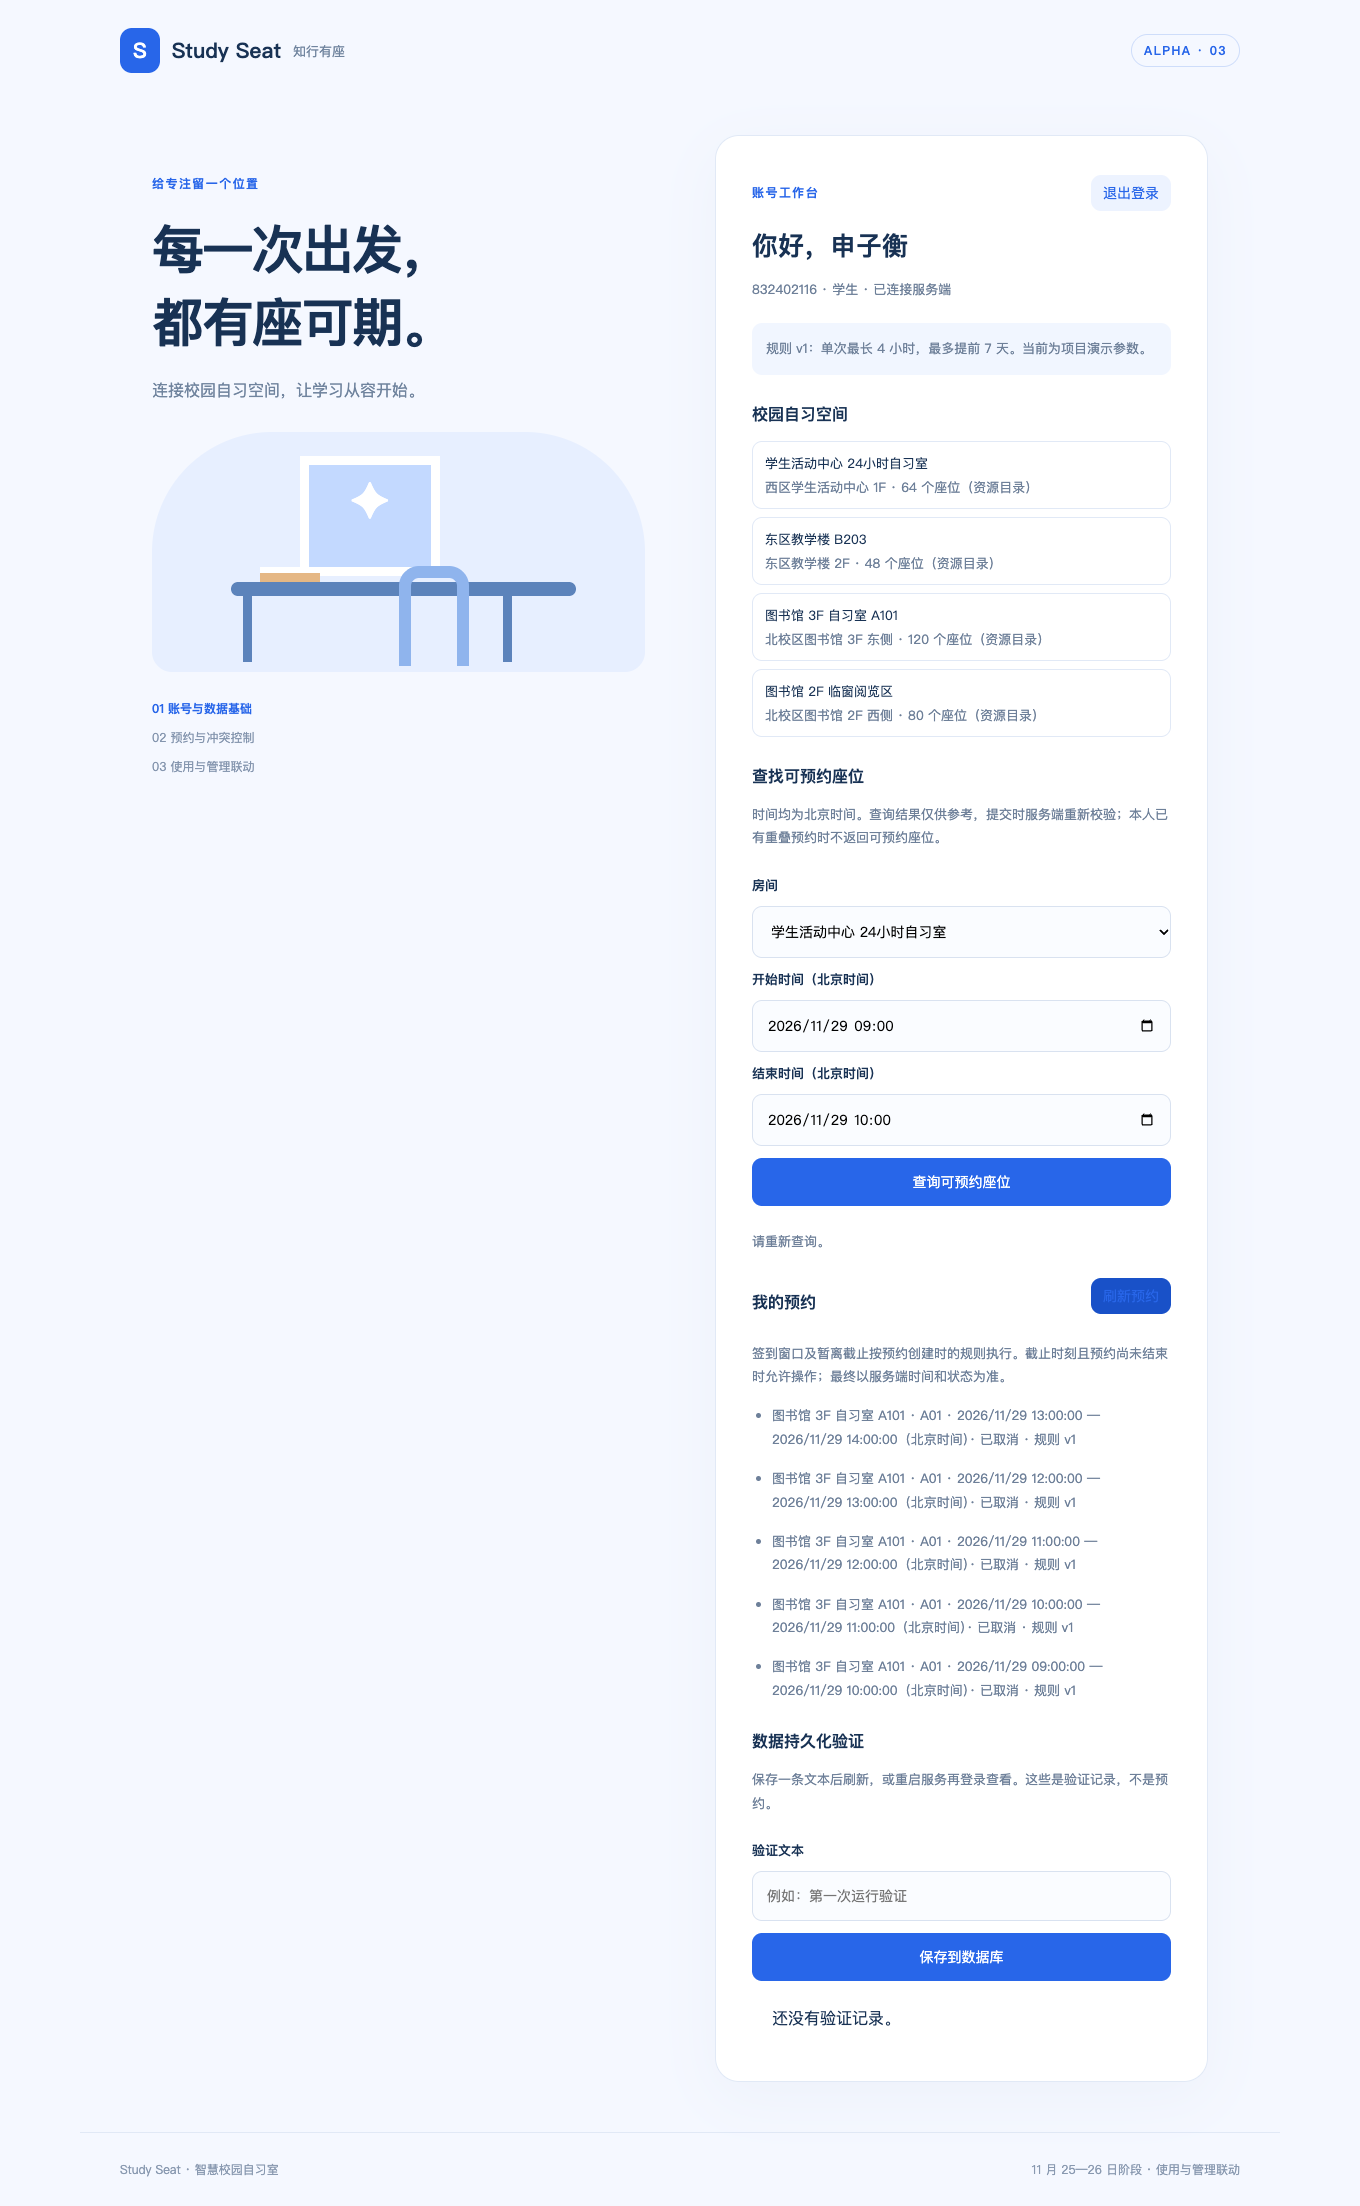 S Study Seat 知行有座
ALPHA · 03
给专注留一个位置
每一次出发，
都有座可期。
连接校园自习空间，让学习从容开始。
01 账号与数据基础
02 预约与冲突控制
03 使用与管理联动
账号工作台
退出登录
你好，申子衡
832402116 · 学生 · 已连接服务端
规则 v1：单次最长 4 小时，最多提前 7 天。当前为项目演示参数。
校园自习空间
学生活动中心 24小时自习室
西区学生活动中心 1F · 64 个座位（资源目录）
东区教学楼 B203
东区教学楼 2F · 48 个座位（资源目录）
图书馆 3F 自习室 A101
北校区图书馆 3F 东侧 · 120 个座位（资源目录）
图书馆 2F 临窗阅览区
北校区图书馆 2F 西侧 · 80 个座位（资源目录）
查找可预约座位
时间均为北京时间。查询结果仅供参考，提交时服务端重新校验；本人已
有重叠预约时不返回可预约座位。
房间
学生活动中心 24小时自习室
开始时间（北京时间）
2026/11/29 09:00
结束时间（北京时间）
2026/11/29 10:00
查询可预约座位
请重新查询。
我的预约
刷新预约
签到窗口及暂离截止按预约创建时的规则执行。截止时刻且预约尚未结束
时允许操作；最终以服务端时间和状态为准。
• 图书馆 3F 自习室 A101 · A01 · 2026/11/29 13:00:00 —
2026/11/29 14:00:00（北京时间）· 已取消 · 规则 v1
• 图书馆 3F 自习室 A101 · A01 · 2026/11/29 12:00:00 —
2026/11/29 13:00:00（北京时间）· 已取消 · 规则 v1
• 图书馆 3F 自习室 A101 · A01 · 2026/11/29 11:00:00 —
2026/11/29 12:00:00（北京时间）· 已取消 · 规则 v1
• 图书馆 3F 自习室 A101 · A01 · 2026/11/29 10:00:00 —
2026/11/29 11:00:00（北京时间）· 已取消 · 规则 v1
• 图书馆 3F 自习室 A101 · A01 · 2026/11/29 09:00:00 —
2026/11/29 10:00:00（北京时间）· 已取消 · 规则 v1
数据持久化验证
保存一条文本后刷新，或重启服务再登录查看。这些是验证记录，不是预
约。
验证文本
例如：第一次运行验证
保存到数据库
还没有验证记录。
Study Seat · 智慧校园自习室
11 月 25—26 日阶段 · 使用与管理联动